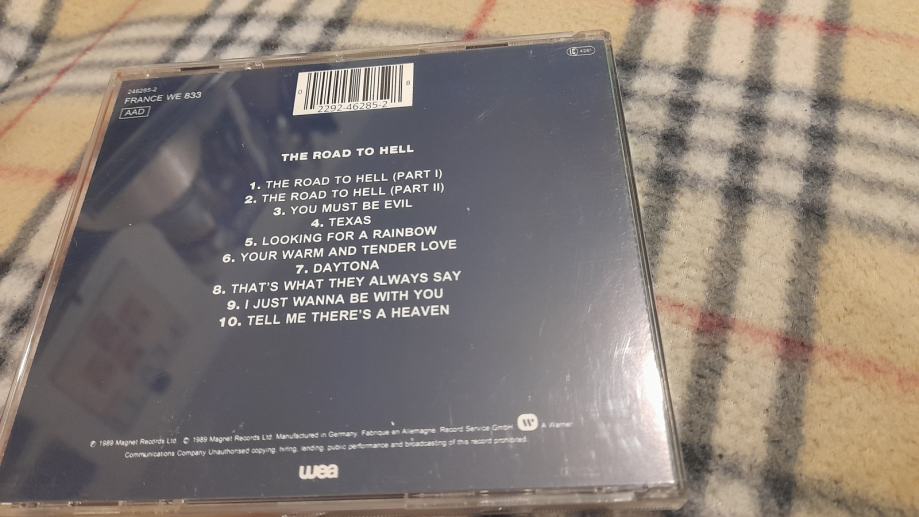 246285-2
FRANCE WE 833
AAD
0 2292-46285-2 8
LC 4281
THE ROAD TO HELL
1. THE ROAD TO HELL (PART I)
2. THE ROAD TO HELL (PART II)
3. YOU MUST BE EVIL
4. TEXAS
5. LOOKING FOR A RAINBOW
6. YOUR WARM AND TENDER LOVE
7. DAYTONA
8. THAT'S WHAT THEY ALWAYS SAY
9. I JUST WANNA BE WITH YOU
10. TELL ME THERE'S A HEAVEN
℗ 1989 Magnet Records Ltd. © 1989 Magnet Records Ltd. Manufactured in Germany. Fabriqué en Allemagne. Record Service GmbH. A Warner
Communications Company Unauthorised copying, hiring, lending, public performance and broadcasting of this record prohibited.
wea